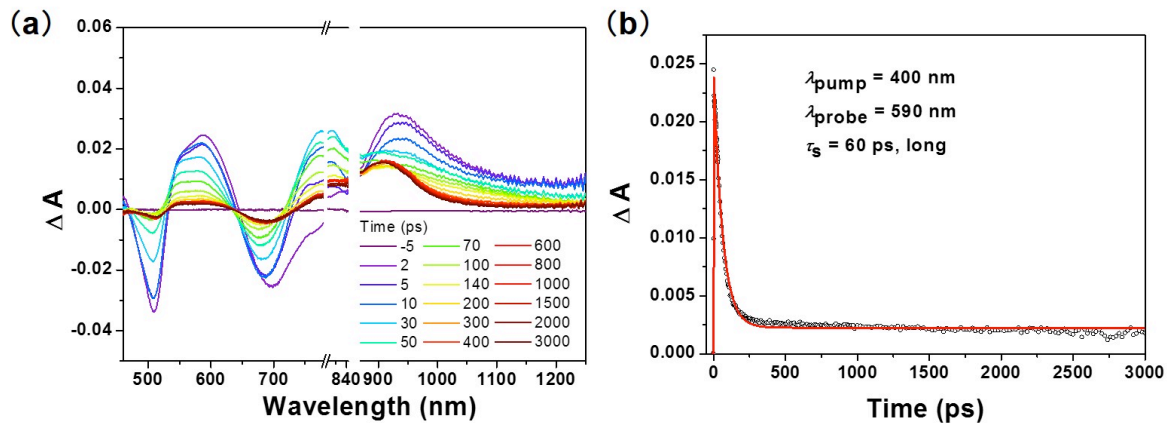 (a)
0.06
0.04
0.02
0.00
-0.02
-0.04
Δ A
500 600 700 840 900 1000 1100 1200
Wavelength (nm)
Time (ps)
-5 70 600
2 100 800
5 140 1000
10 200 1500
30 300 2000
50 400 3000
(b)
0.025
0.020
0.015
0.010
0.005
0.000
Δ A
λpump = 400 nm
λprobe = 590 nm
τs = 60 ps, long
0 500 1000 1500 2000 2500 3000
Time (ps)